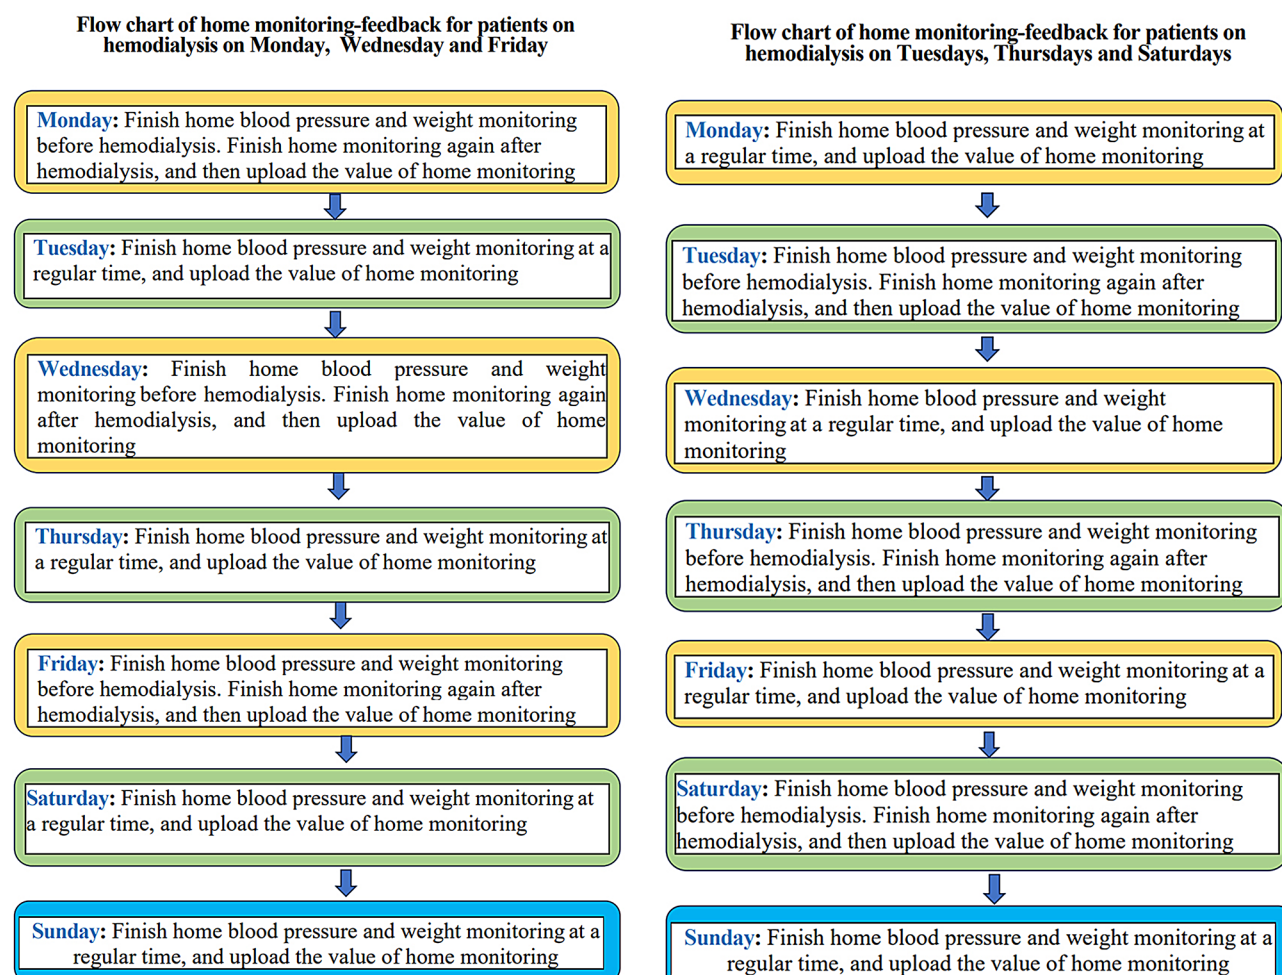 Flow chart of home monitoring-feedback for patients on
hemodialysis on Monday, Wednesday and Friday
Monday: Finish home blood pressure and weight monitoring
before hemodialysis. Finish home monitoring again after
hemodialysis, and then upload the value of home monitoring
Tuesday: Finish home blood pressure and weight monitoring at a
regular time, and upload the value of home monitoring
Wednesday: Finish home blood pressure and weight
monitoring before hemodialysis. Finish home monitoring again
after hemodialysis, and then upload the value of home
monitoring
Thursday: Finish home blood pressure and weight monitoring at
a regular time, and upload the value of home monitoring
Friday: Finish home blood pressure and weight monitoring
before hemodialysis. Finish home monitoring again after
hemodialysis, and then upload the value of home monitoring
Saturday: Finish home blood pressure and weight monitoring at
a regular time, and upload the value of home monitoring
Sunday: Finish home blood pressure and weight monitoring at a
regular time, and upload the value of home monitoring
Flow chart of home monitoring-feedback for patients on
hemodialysis on Tuesdays, Thursdays and Saturdays
Monday: Finish home blood pressure and weight monitoring at
a regular time, and upload the value of home monitoring
Tuesday: Finish home blood pressure and weight monitoring
before hemodialysis. Finish home monitoring again after
hemodialysis, and then upload the value of home monitoring
Wednesday: Finish home blood pressure and weight
monitoring at a regular time, and upload the value of home
monitoring
Thursday: Finish home blood pressure and weight monitoring
before hemodialysis. Finish home monitoring again after
hemodialysis, and then upload the value of home monitoring
Friday: Finish home blood pressure and weight monitoring at a
regular time, and upload the value of home monitoring
Saturday: Finish home blood pressure and weight monitoring
before hemodialysis. Finish home monitoring again after
hemodialysis, and then upload the value of home monitoring
Sunday: Finish home blood pressure and weight monitoring at a
regular time, and upload the value of home monitoring